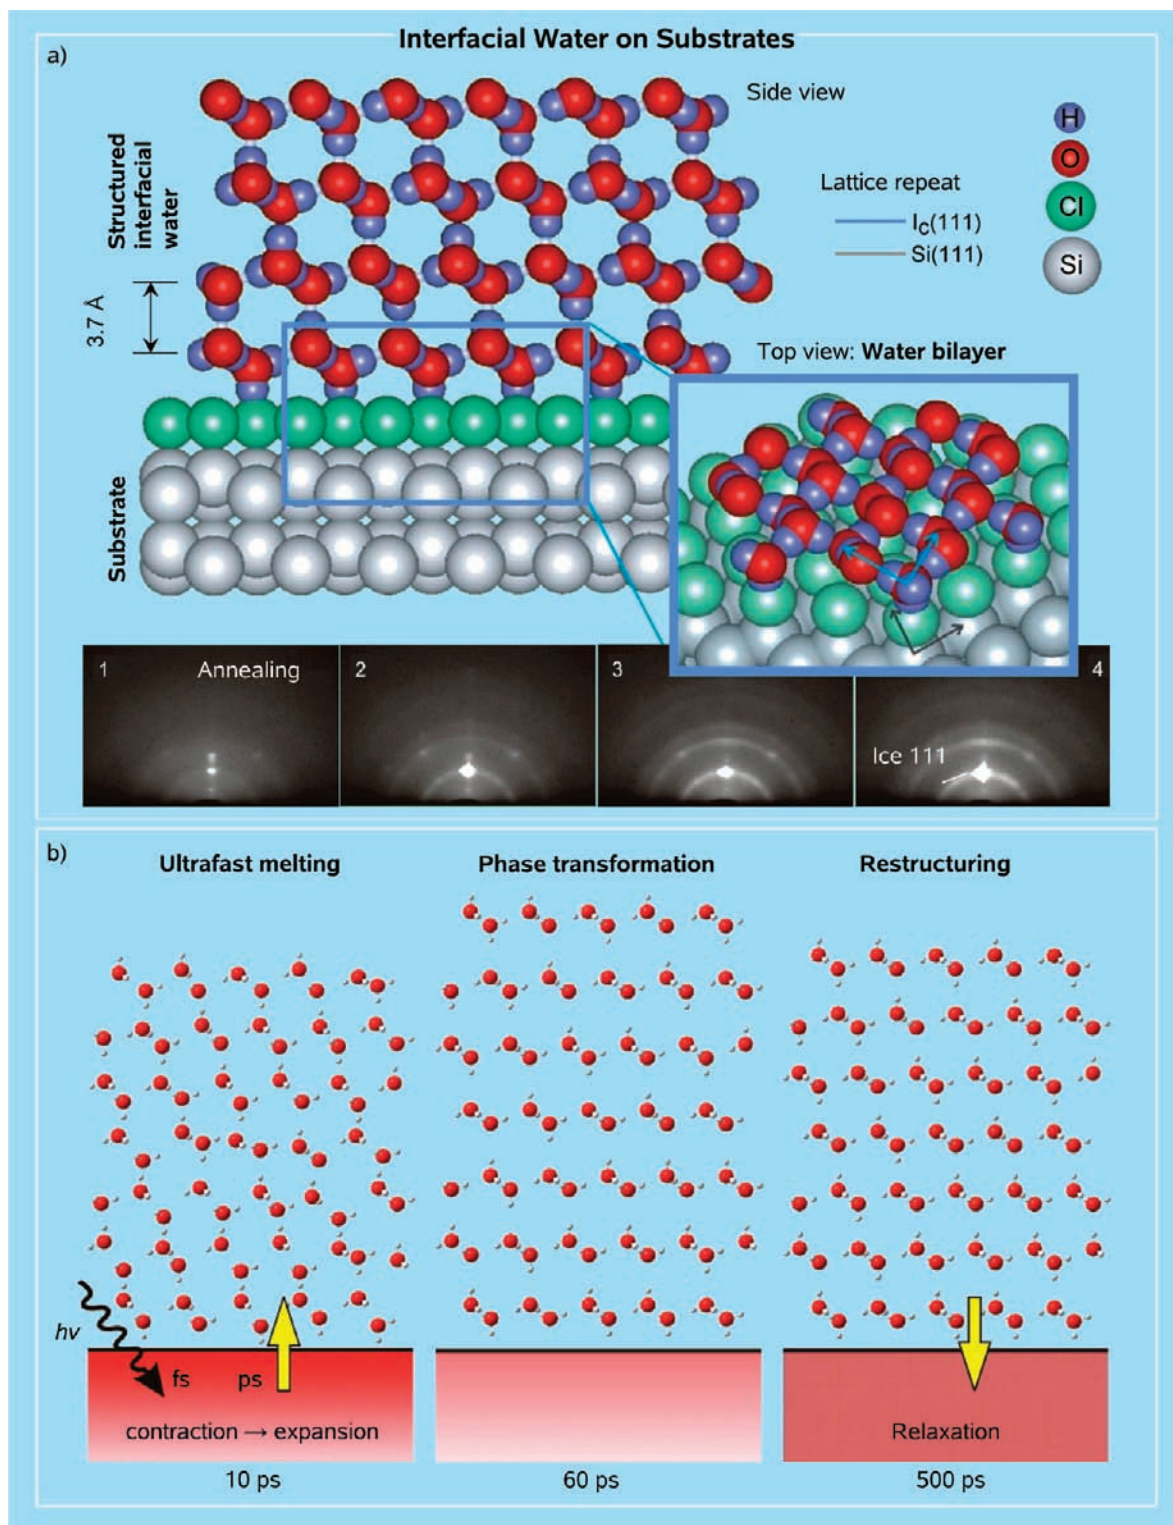 Interfacial Water on Substrates
a)
Side view
H
O
Cl
Si
Structured
interfacial
water
Lattice repeat
Ic(111)
Si(111)
3.7 Å
Top view: Water bilayer
Substrate
1
Annealing
2
3
4
Ice 111
b)
Ultrafast melting
Phase transformation
Restructuring
hν
fs
ps
contraction → expansion
Relaxation
10 ps
60 ps
500 ps